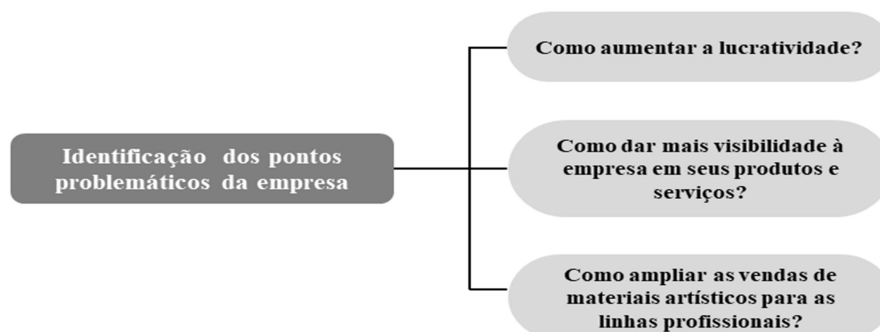 Identificação dos pontos
problemáticos da empresa
Como aumentar a lucratividade?
Como dar mais visibilidade à
empresa em seus produtos e
serviços?
Como ampliar as vendas de
materiais artísticos para as
linhas profissionais?